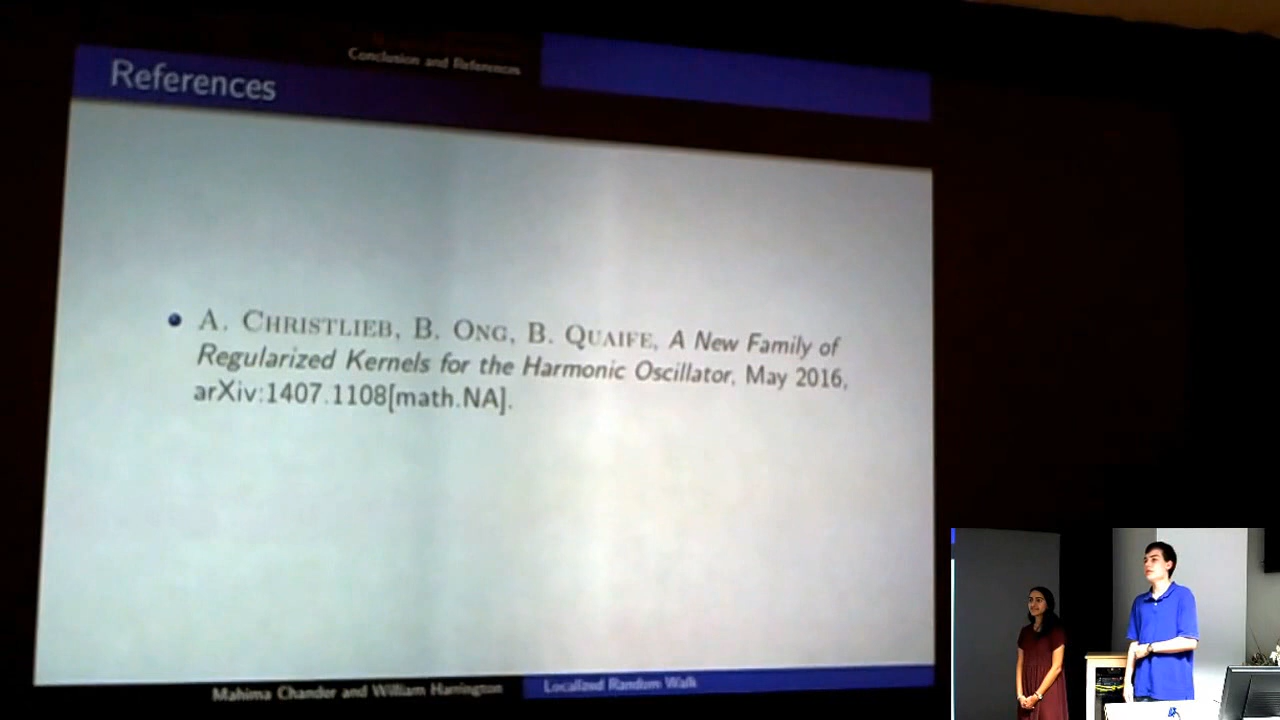 Conclusion and References
References
A. CHRISTLIEB, B. ONG, B. QUAIFE, A New Family of
Regularized Kernels for the Harmonic Oscillator, May 2016,
arXiv:1407.1108[math.NA].
Mahima Chander and William Harrington
Localized Random Walk